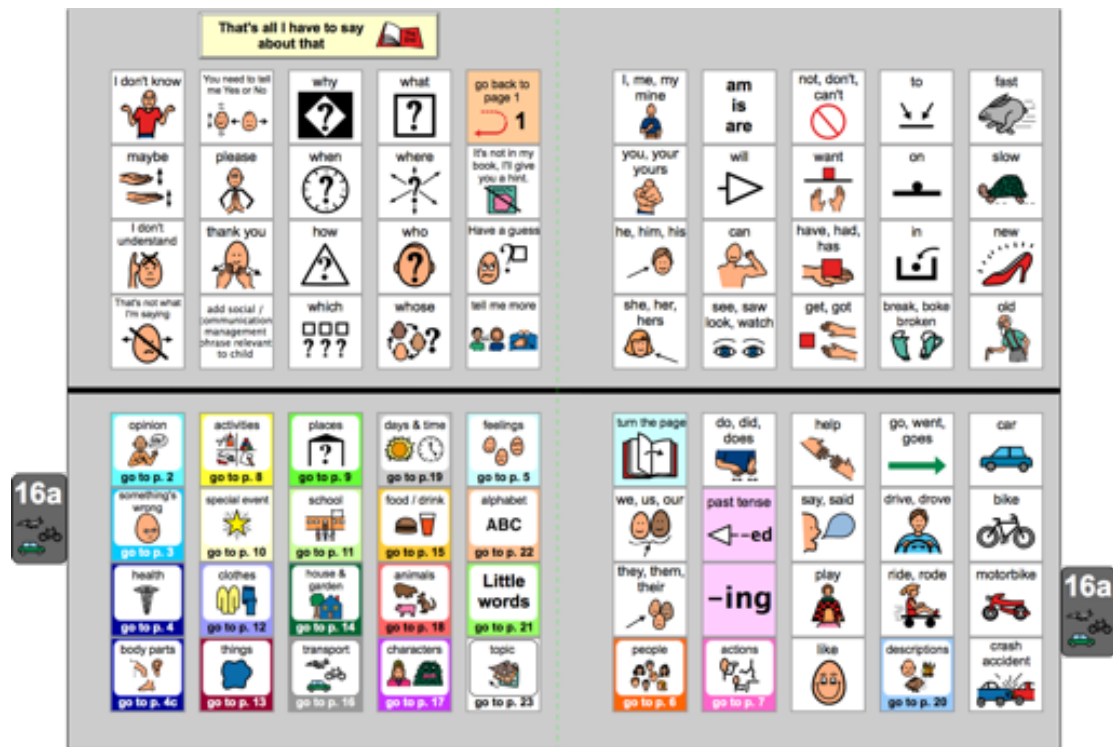 That's all I have to say
about that
I don't know
You need to tell
me Yes or No
why
?
what
?
go back to
page 1
1
maybe
please
when
?
where
?
It's not in my
book, I'll give
you a hint.
I don't
understand
thank you
how
?
who
?
Have a guess
?
That's not what
I'm saying
add social /
communication
management
phrase relevant
to child
which
? ? ?
whose
?
tell me more
I, me, my
mine
am
is
are
not, don't,
can't
to
fast
you, your
yours
will
want
on
slow
he, him, his
can
have, had,
has
in
new
she, her,
hers
see, saw
look, watch
get, got
break, boke
broken
old
opinion
go to p. 2
activities
go to p. 8
places
?
go to p. 9
days & time
go to p.19
feelings
go to p. 5
something's
wrong
go to p. 3
special event
go to p. 10
school
go to p. 11
food / drink
go to p. 15
alphabet
ABC
go to p. 22
health
go to p. 4
clothes
go to p. 12
house &
garden
go to p. 14
animals
go to p. 18
Little
words
go to p. 21
body parts
go to p. 4c
things
go to p. 13
transport
go to p. 16
characters
go to p. 17
topic
go to p. 23
turn the page
do, did,
does
help
go, went,
goes
car
we, us, our
past tense
--ed
say, said
drive, drove
bike
they, them,
their
-ing
play
ride, rode
motorbike
people
go to p. 6
actions
go to p. 7
like
descriptions
go to p. 20
crash
accident
16a
16a